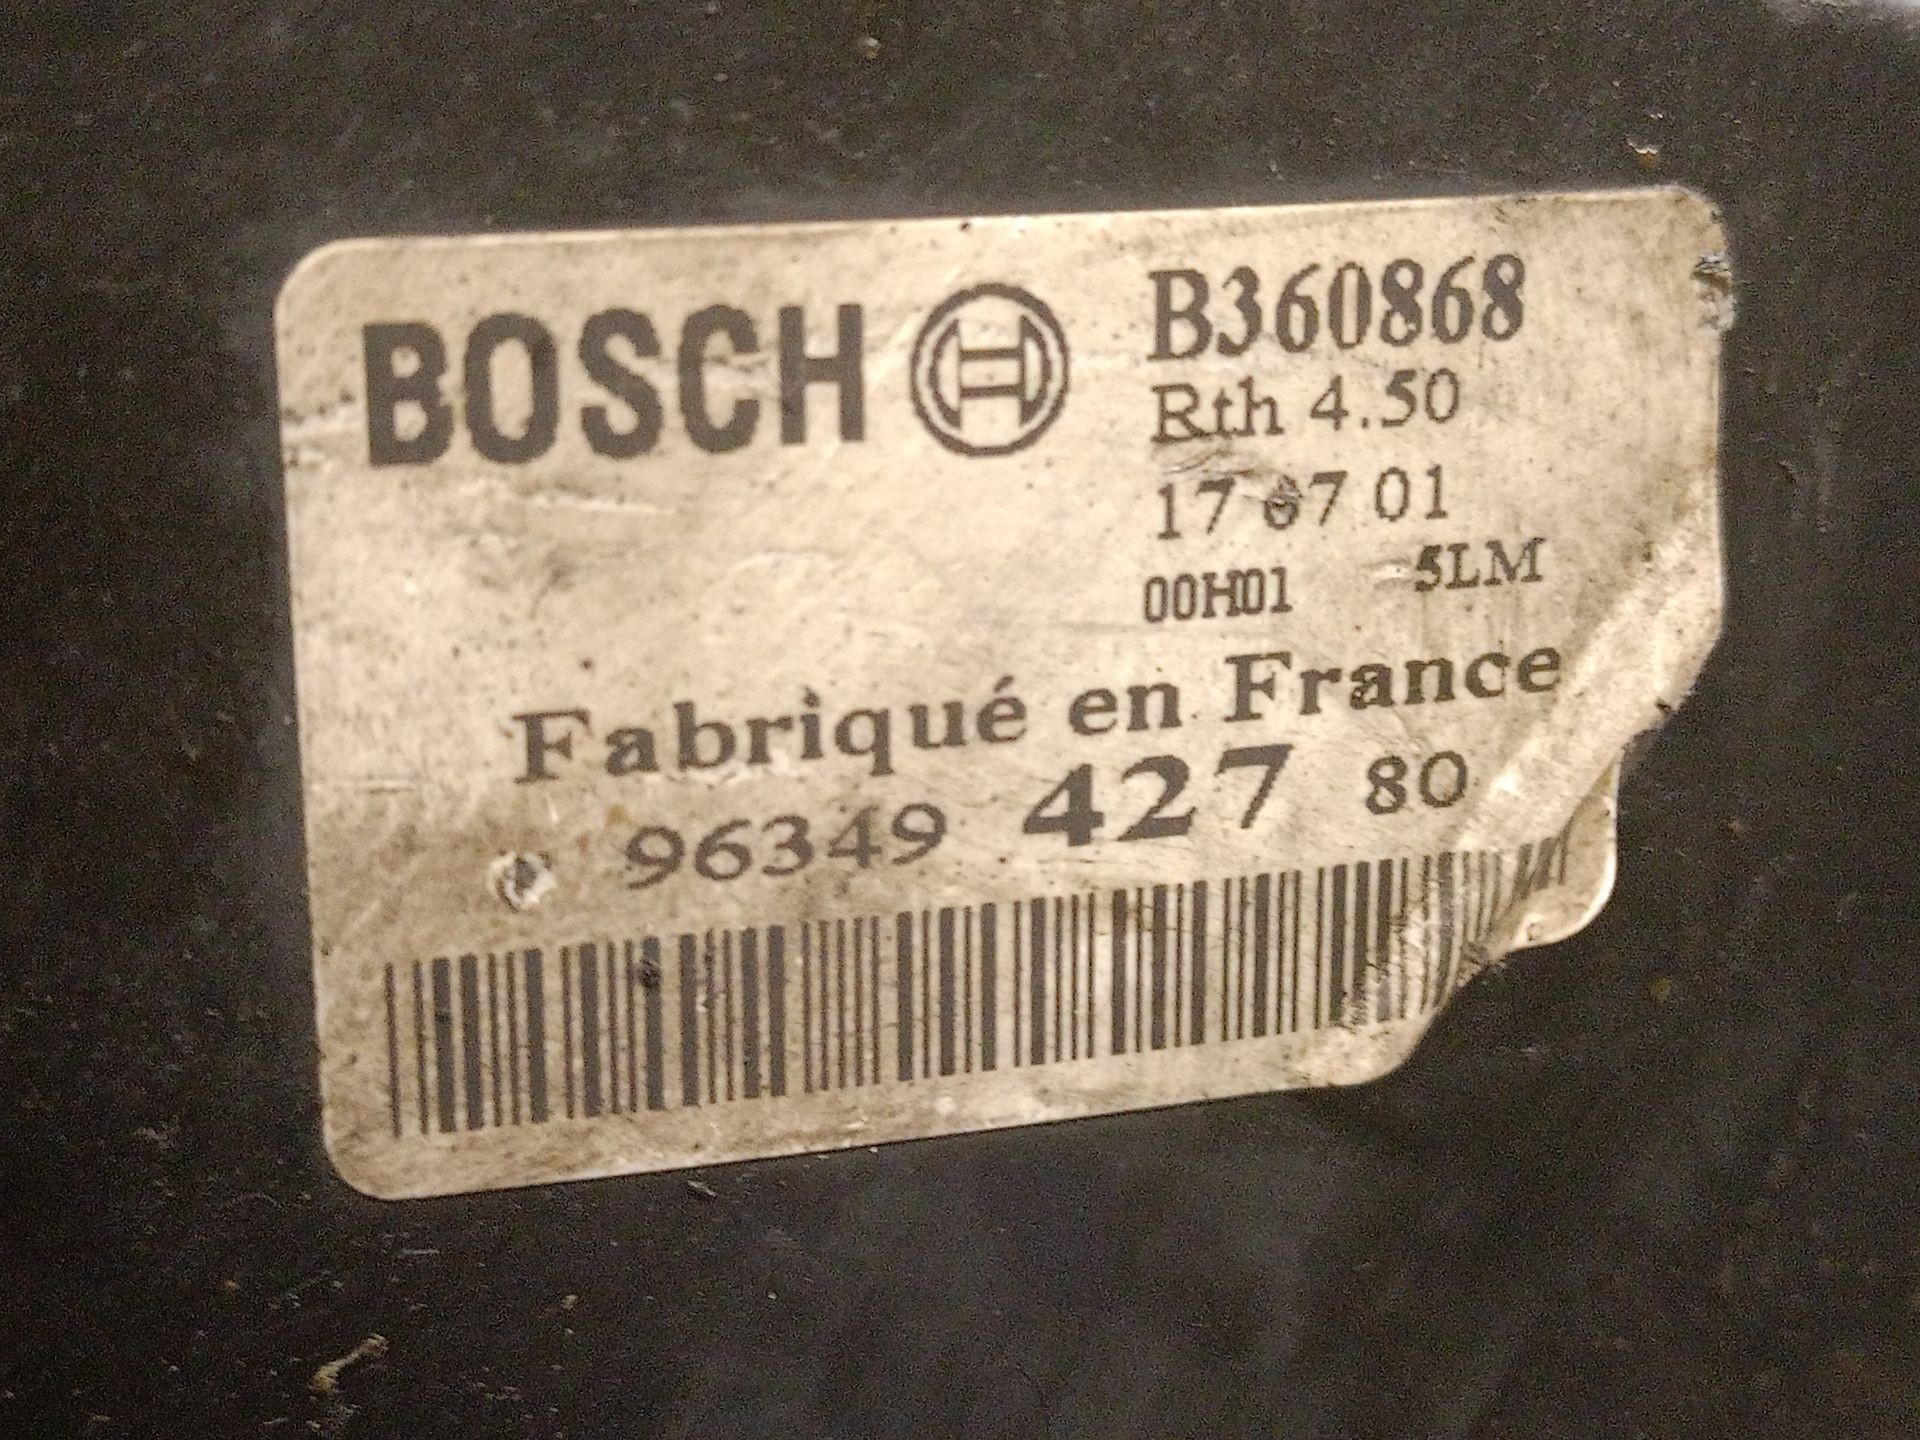 BOSCH
B360868
Rth 4.50
17 07 01
00H01 5LM
Fabriqué en France
96349 427 80